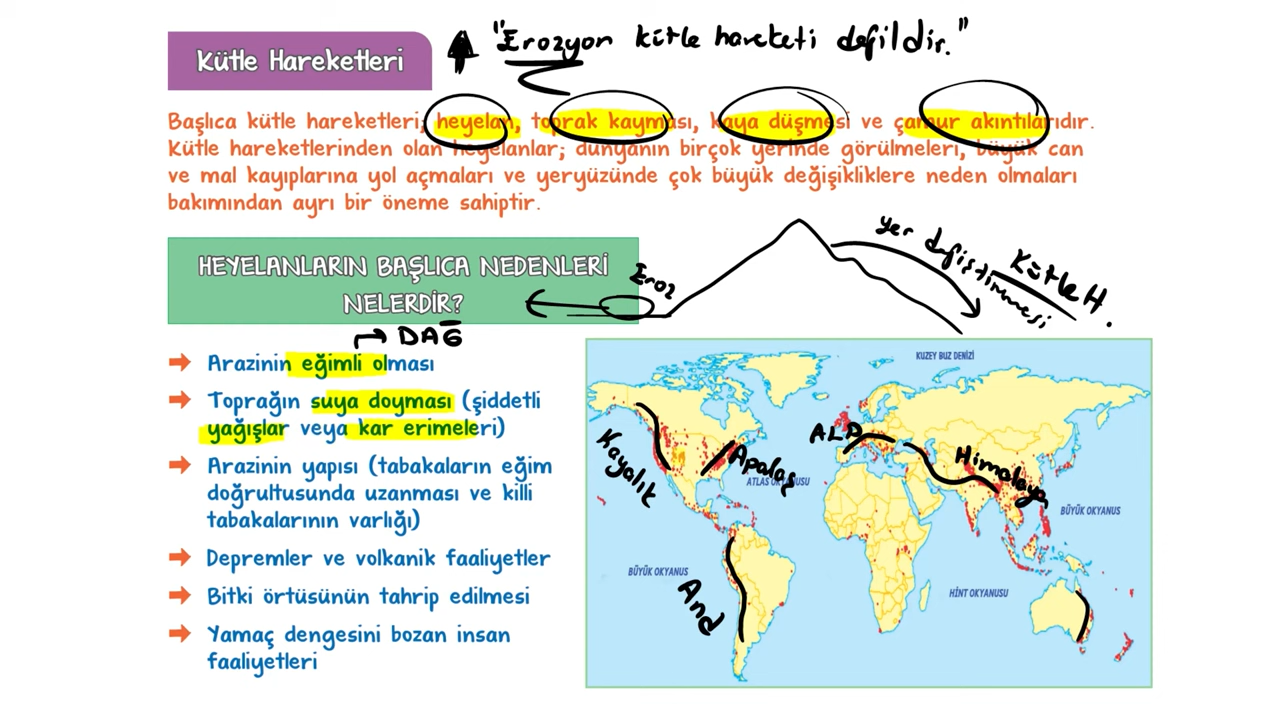 Kütle Hareketleri
"Erozyon kütle hareketi değildir."
Başlıca kütle hareketleri; heyelan, toprak kayması, kaya düşmesi ve çamur akıntılarıdır.
Kütle hareketlerinden olan heyelanlar; dünyanın birçok yerinde görülmeleri, büyük can
ve mal kayıplarına yol açmaları ve yeryüzünde çok büyük değişikliklere neden olmaları
bakımından ayrı bir öneme sahiptir.
HEYELANLARIN BAŞLICA NEDENLERİ
NELERDİR?
Eroz
yer değiştirmesi
Kütle H.
DAĞ
Arazinin eğimli olması
Toprağın suya doyması (şiddetli
yağışlar veya kar erimeleri)
Arazinin yapısı (tabakaların eğim
doğrultusunda uzanması ve killi
tabakalarının varlığı)
Depremler ve volkanik faaliyetler
Bitki örtüsünün tahrip edilmesi
Yamaç dengesini bozan insan
faaliyetleri
KUZEY BUZ DENİZİ
Kayalık
Apalaş
ALP
Himalaya
ATLAS OKYANUSU
BÜYÜK OKYANUS
BÜYÜK OKYANUS
And
HİNT OKYANUSU